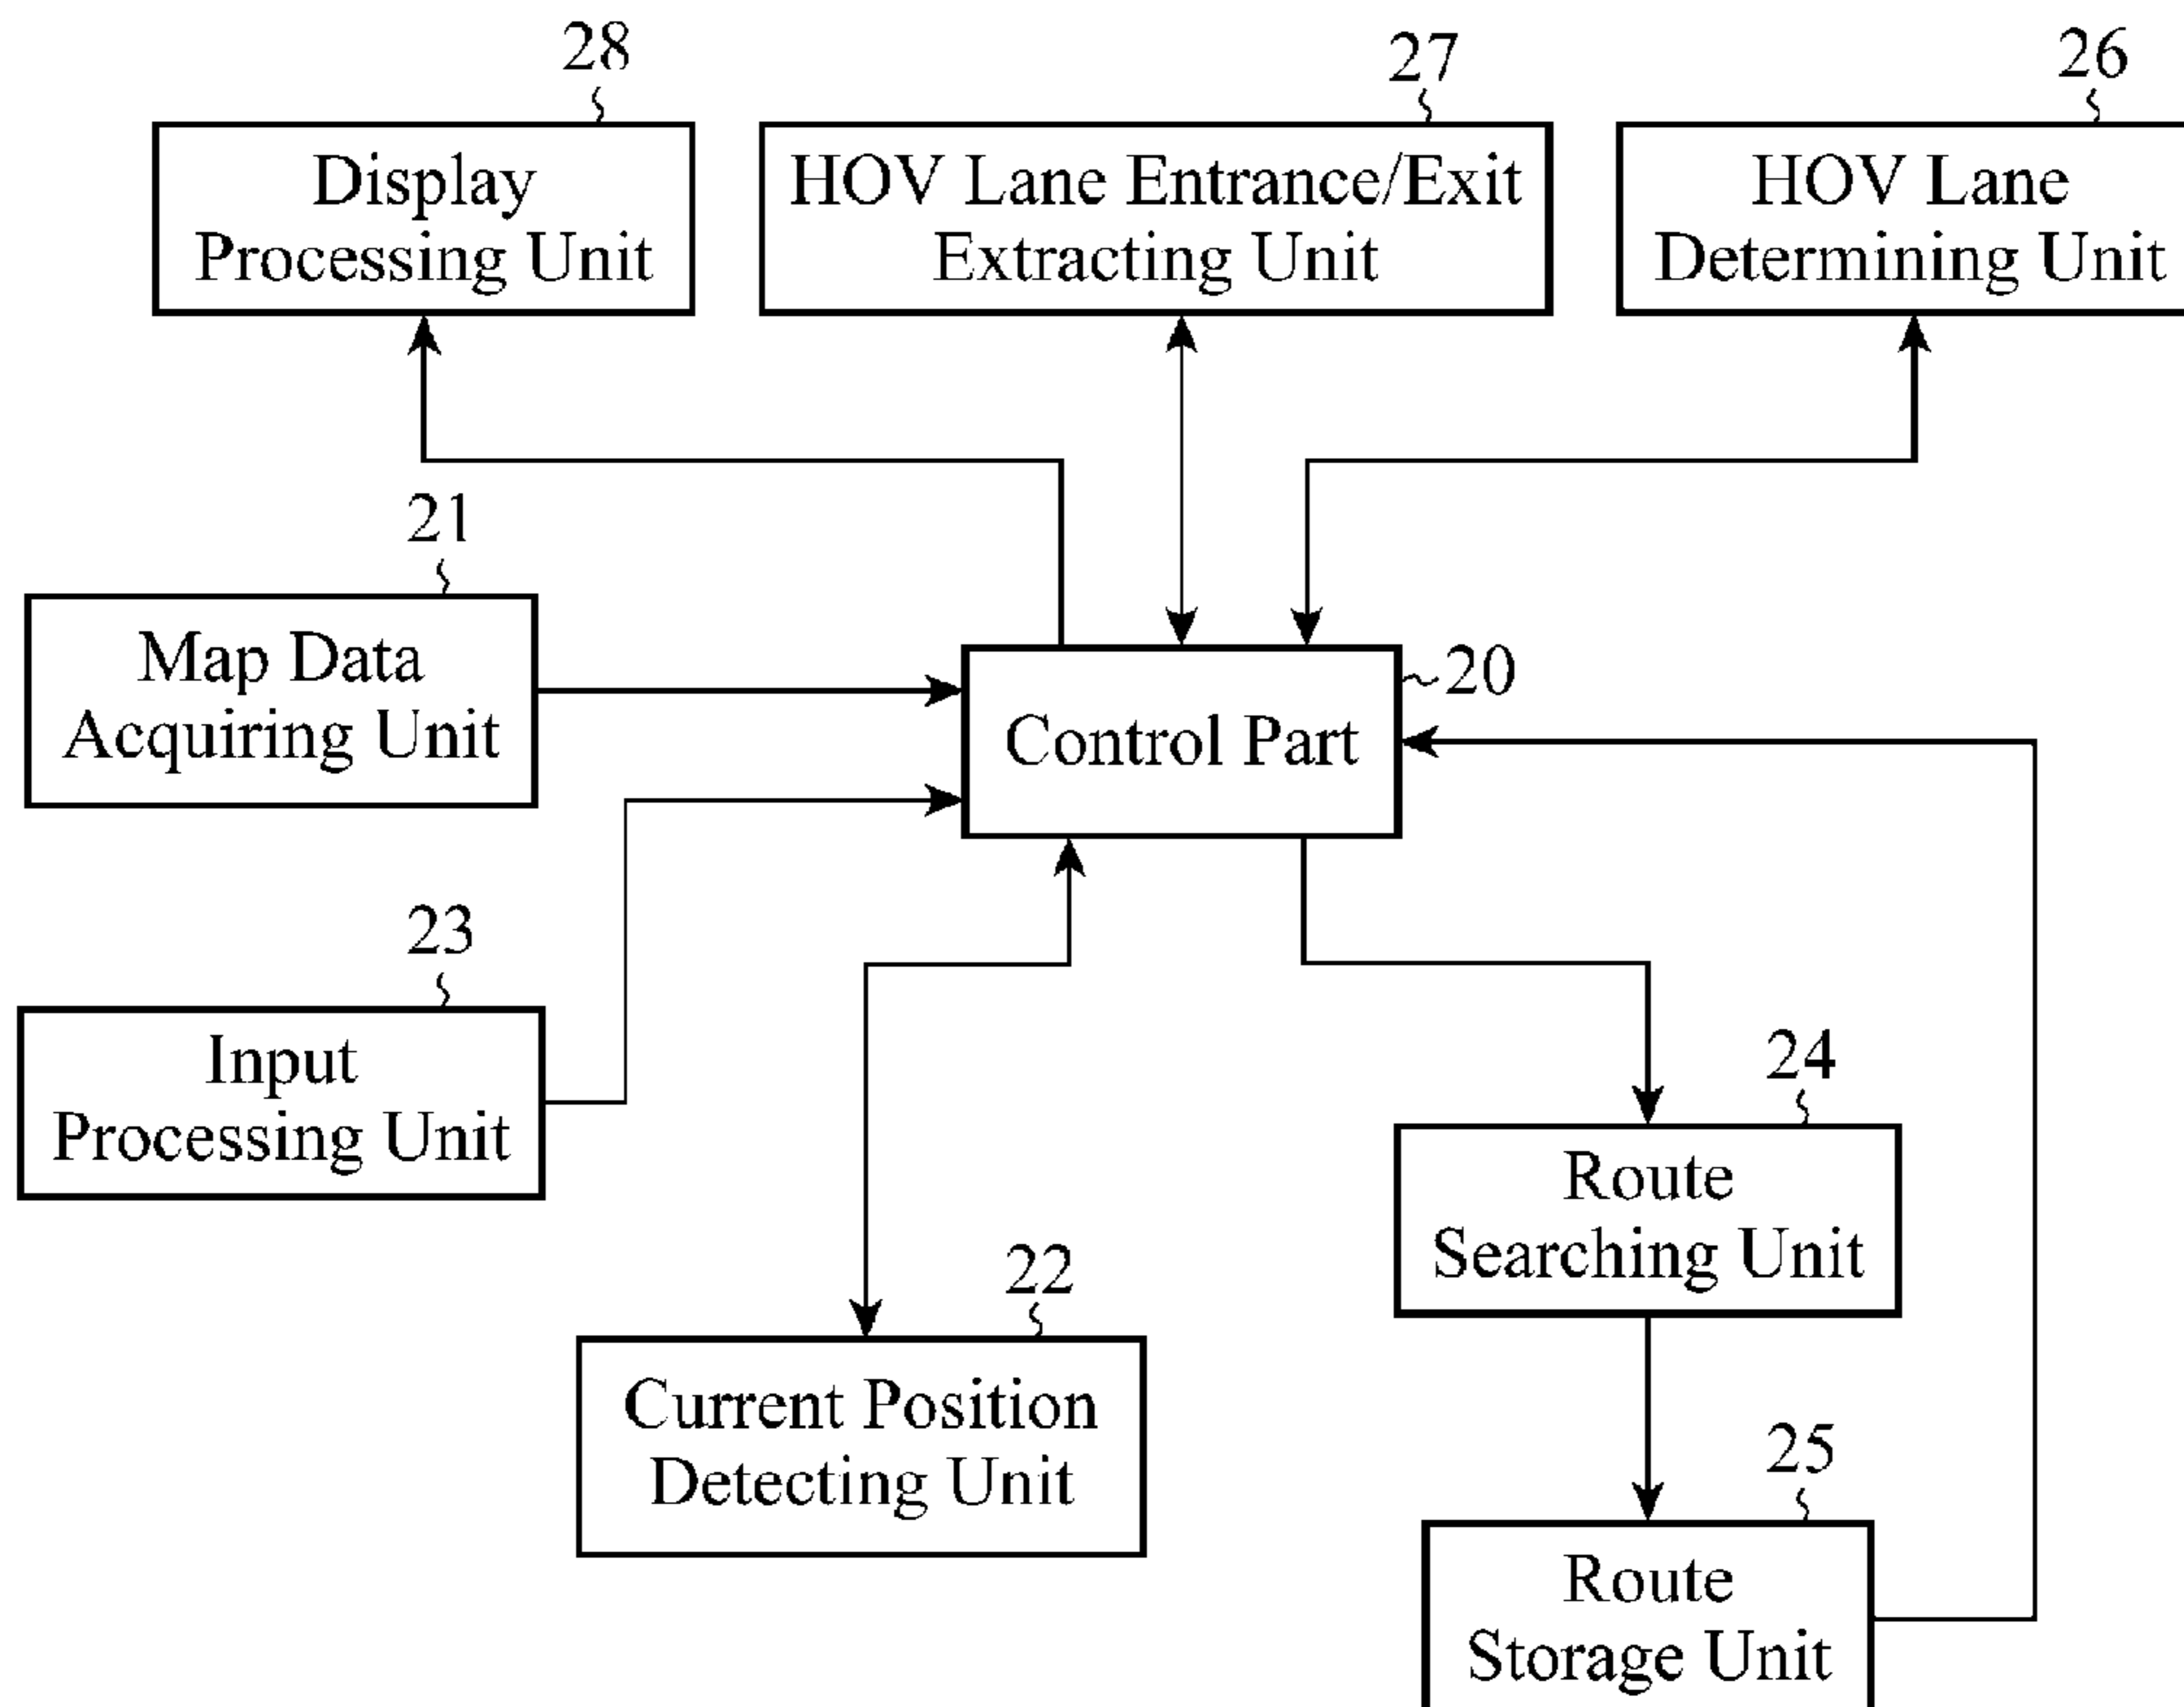 28
27
26
Display
Processing Unit
HOV Lane Entrance/Exit
Extracting Unit
HOV Lane
Determining Unit
21
Map Data
Acquiring Unit
20
Control Part
23
Input
Processing Unit
24
Route
Searching Unit
22
Current Position
Detecting Unit
25
Route
Storage Unit